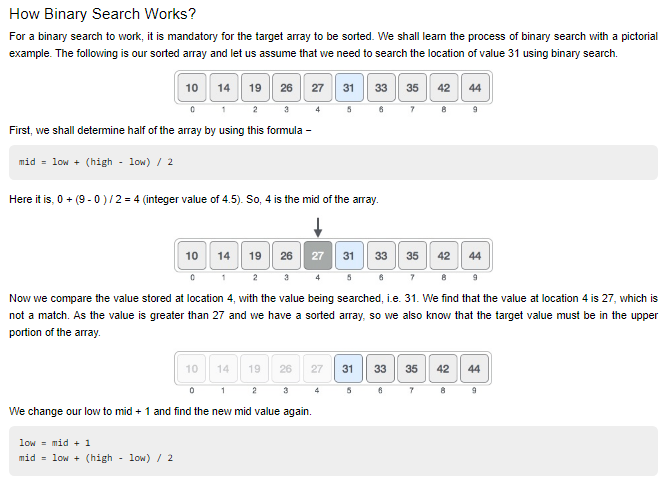 How Binary Search Works?
For a binary search to work, it is mandatory for the target array to be sorted. We shall learn the process of binary search with a pictorial
example. The following is our sorted array and let us assume that we need to search the location of value 31 using binary search.
10 14 19 26 27 31 33 35 42 44
0 1 2 3 4 5 6 7 8 9
First, we shall determine half of the array by using this formula −
mid = low + (high - low) / 2
Here it is, 0 + (9 - 0 ) / 2 = 4 (integer value of 4.5). So, 4 is the mid of the array.
10 14 19 26 27 31 33 35 42 44
0 1 2 3 4 5 6 7 8 9
Now we compare the value stored at location 4, with the value being searched, i.e. 31. We find that the value at location 4 is 27, which is
not a match. As the value is greater than 27 and we have a sorted array, so we also know that the target value must be in the upper
portion of the array.
10 14 19 26 27 31 33 35 42 44
0 1 2 3 4 5 6 7 8 9
We change our low to mid + 1 and find the new mid value again.
low = mid + 1
mid = low + (high - low) / 2